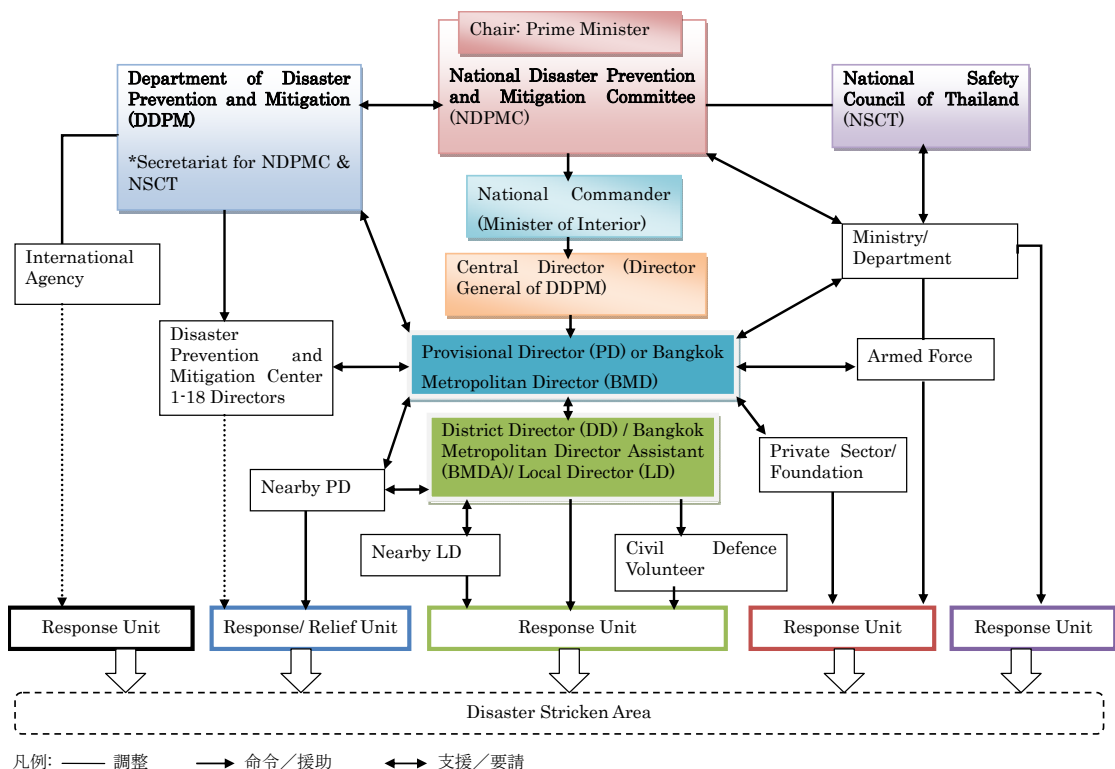 Chair: Prime Minister
Department of Disaster
Prevention and Mitigation
(DDPM)
*Secretariat for NDPMC &
NSCT
National Disaster Prevention
and Mitigation Committee
(NDPMC)
National Safety
Council of Thailand
(NSCT)
National Commander
(Minister of Interior)
International
Agency
Ministry/
Department
Central Director (Director
General of DDPM)
Disaster
Prevention and
Mitigation Center
1-18 Directors
Provisional Director (PD) or Bangkok
Metropolitan Director (BMD)
Armed Force
District Director (DD) / Bangkok
Metropolitan Director Assistant
(BMDA)/ Local Director (LD)
Private Sector/
Foundation
Nearby PD
Nearby LD
Civil Defence
Volunteer
Response Unit
Response/ Relief Unit
Response Unit
Response Unit
Response Unit
Disaster Stricken Area
凡例: 調整 命令／援助 支援／要請